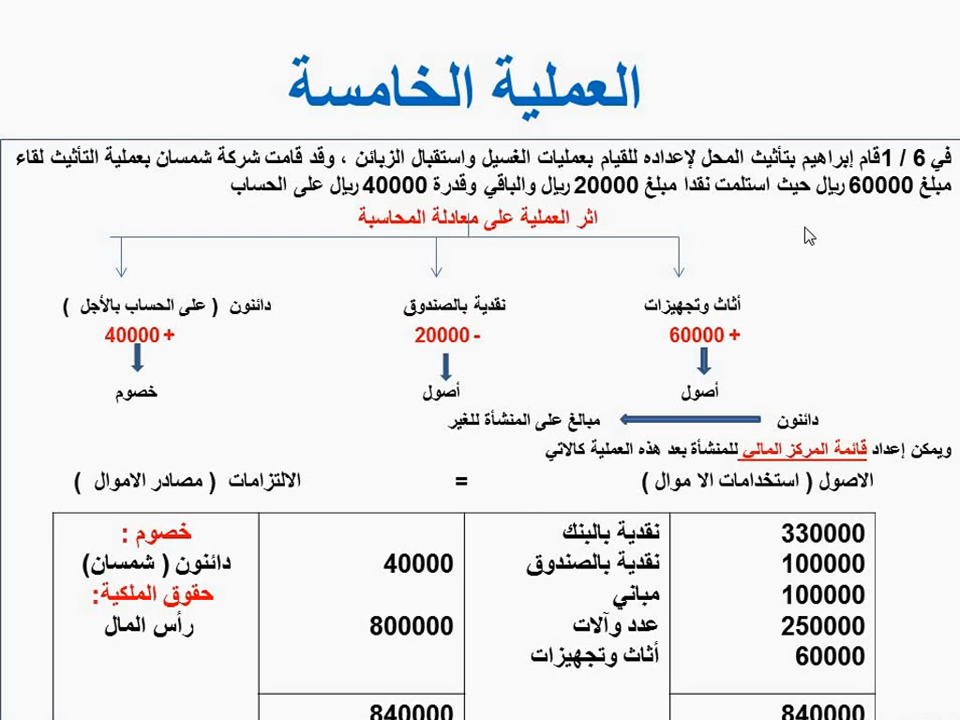 العملية الخامسة
في 6 / 1قام إبراهيم بتأثيث المحل لإعداده للقيام بعمليات الغسيل واستقبال الزبائن ، وقد قامت شركة شمسان بعملية التأثيث لقاء
مبلغ 60000 ريال حيث استلمت نقدا مبلغ 20000 ريال والباقي وقدرة 40000 ريال على الحساب
اثر العملية على معادلة المحاسبة
أثاث وتجهيزات نقدية بالصندوق دائنون ( على الحساب بالأجل )
60000 + 20000 - 40000 +
أصول أصول خصوم
دائنون مبالغ على المنشأة للغير
ويمكن إعداد قائمة المركز المالي للمنشأة بعد هذه العملية كالاتي
الاصول ( استخدامات الا موال ) = الالتزامات ( مصادر الاموال )
330000 نقدية بالبنك خصوم :
100000 نقدية بالصندوق 40000 دائنون ( شمسان)
100000 مباني حقوق الملكية:
250000 عدد وآلات 800000 رأس المال
60000 أثاث وتجهيزات
840000 840000